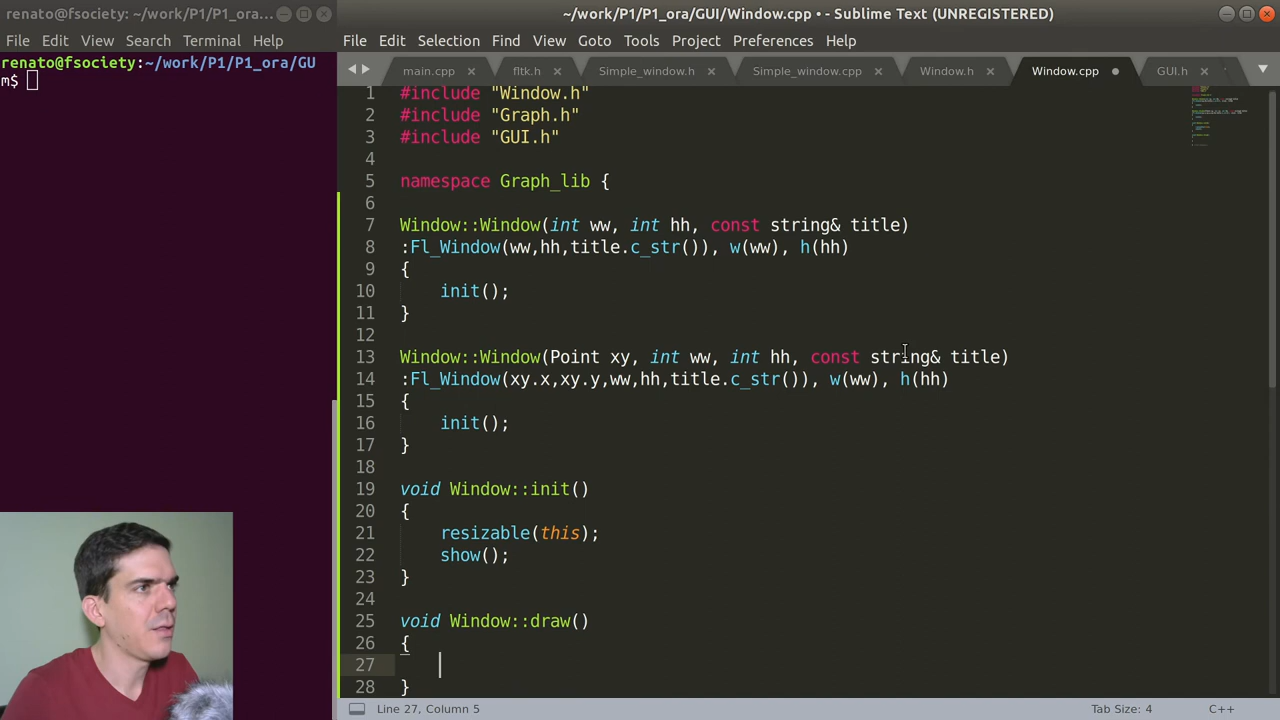 renato@fsociety: ~/work/P1/P1_ora/...
File Edit View Search Terminal Help
renato@fsociety:~/work/P1/P1_ora/GU
m$
~/work/P1/P1_ora/GUI/Window.cpp • - Sublime Text (UNREGISTERED)
File Edit Selection Find View Goto Tools Project Preferences Help
main.cpp fltk.h Simple_window.h Simple_window.cpp Window.h Window.cpp GUI.h
1 #include "Window.h"
2 #include "Graph.h"
3 #include "GUI.h"
4
5 namespace Graph_lib {
6
7 Window::Window(int ww, int hh, const string& title)
8 :Fl_Window(ww,hh,title.c_str()), w(ww), h(hh)
9 {
10 init();
11 }
12
13 Window::Window(Point xy, int ww, int hh, const string& title)
14 :Fl_Window(xy.x,xy.y,ww,hh,title.c_str()), w(ww), h(hh)
15 {
16 init();
17 }
18
19 void Window::init()
20 {
21 resizable(this);
22 show();
23 }
24
25 void Window::draw()
26 {
27
28 }
Line 27, Column 5 Tab Size: 4 C++